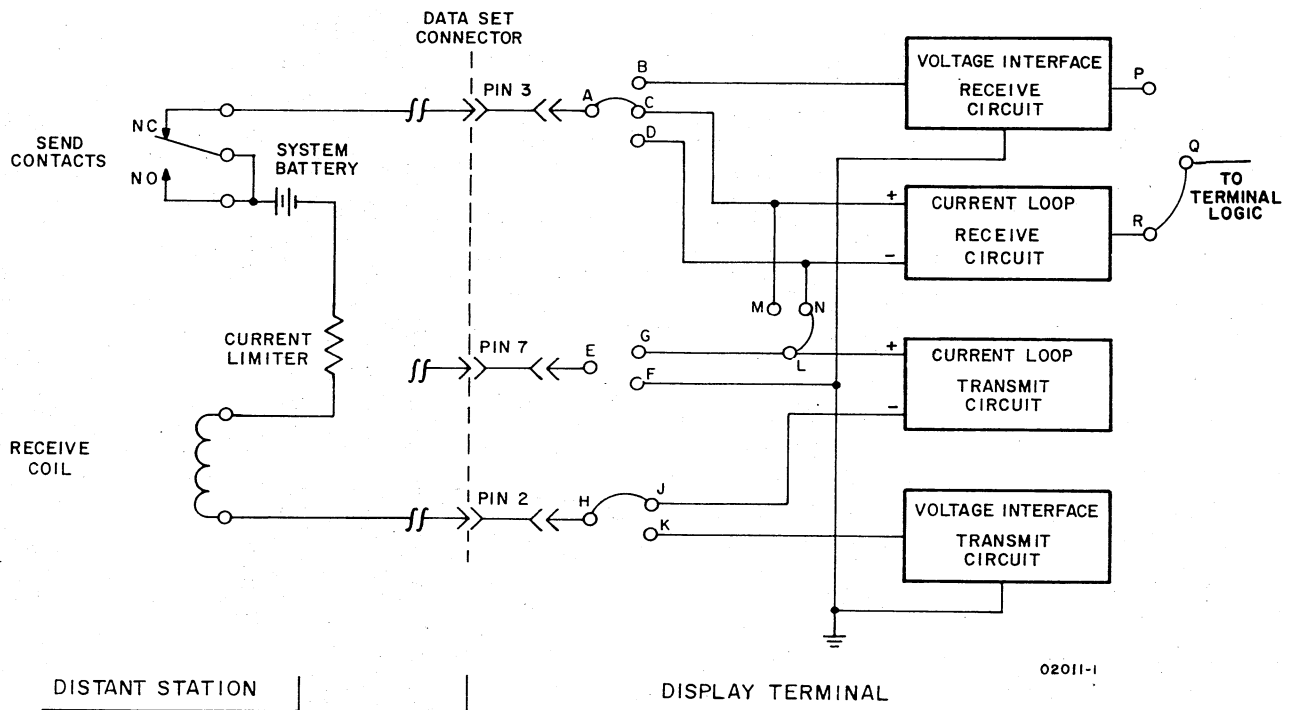 DATA SET
CONNECTOR
VOLTAGE INTERFACE
RECEIVE
CIRCUIT
P
B
PIN 3
A
C
D
NC
SEND
CONTACTS
NO
SYSTEM
BATTERY
Q
TO
TERMINAL
LOGIC
+
CURRENT LOOP
RECEIVE
CIRCUIT
-
R
M
N
CURRENT
LIMITER
PIN 7
E
G
F
L
+
CURRENT LOOP
TRANSMIT
CIRCUIT
-
RECEIVE
COIL
PIN 2
H
J
K
VOLTAGE INTERFACE
TRANSMIT
CIRCUIT
02011-1
DISTANT STATION
DISPLAY TERMINAL